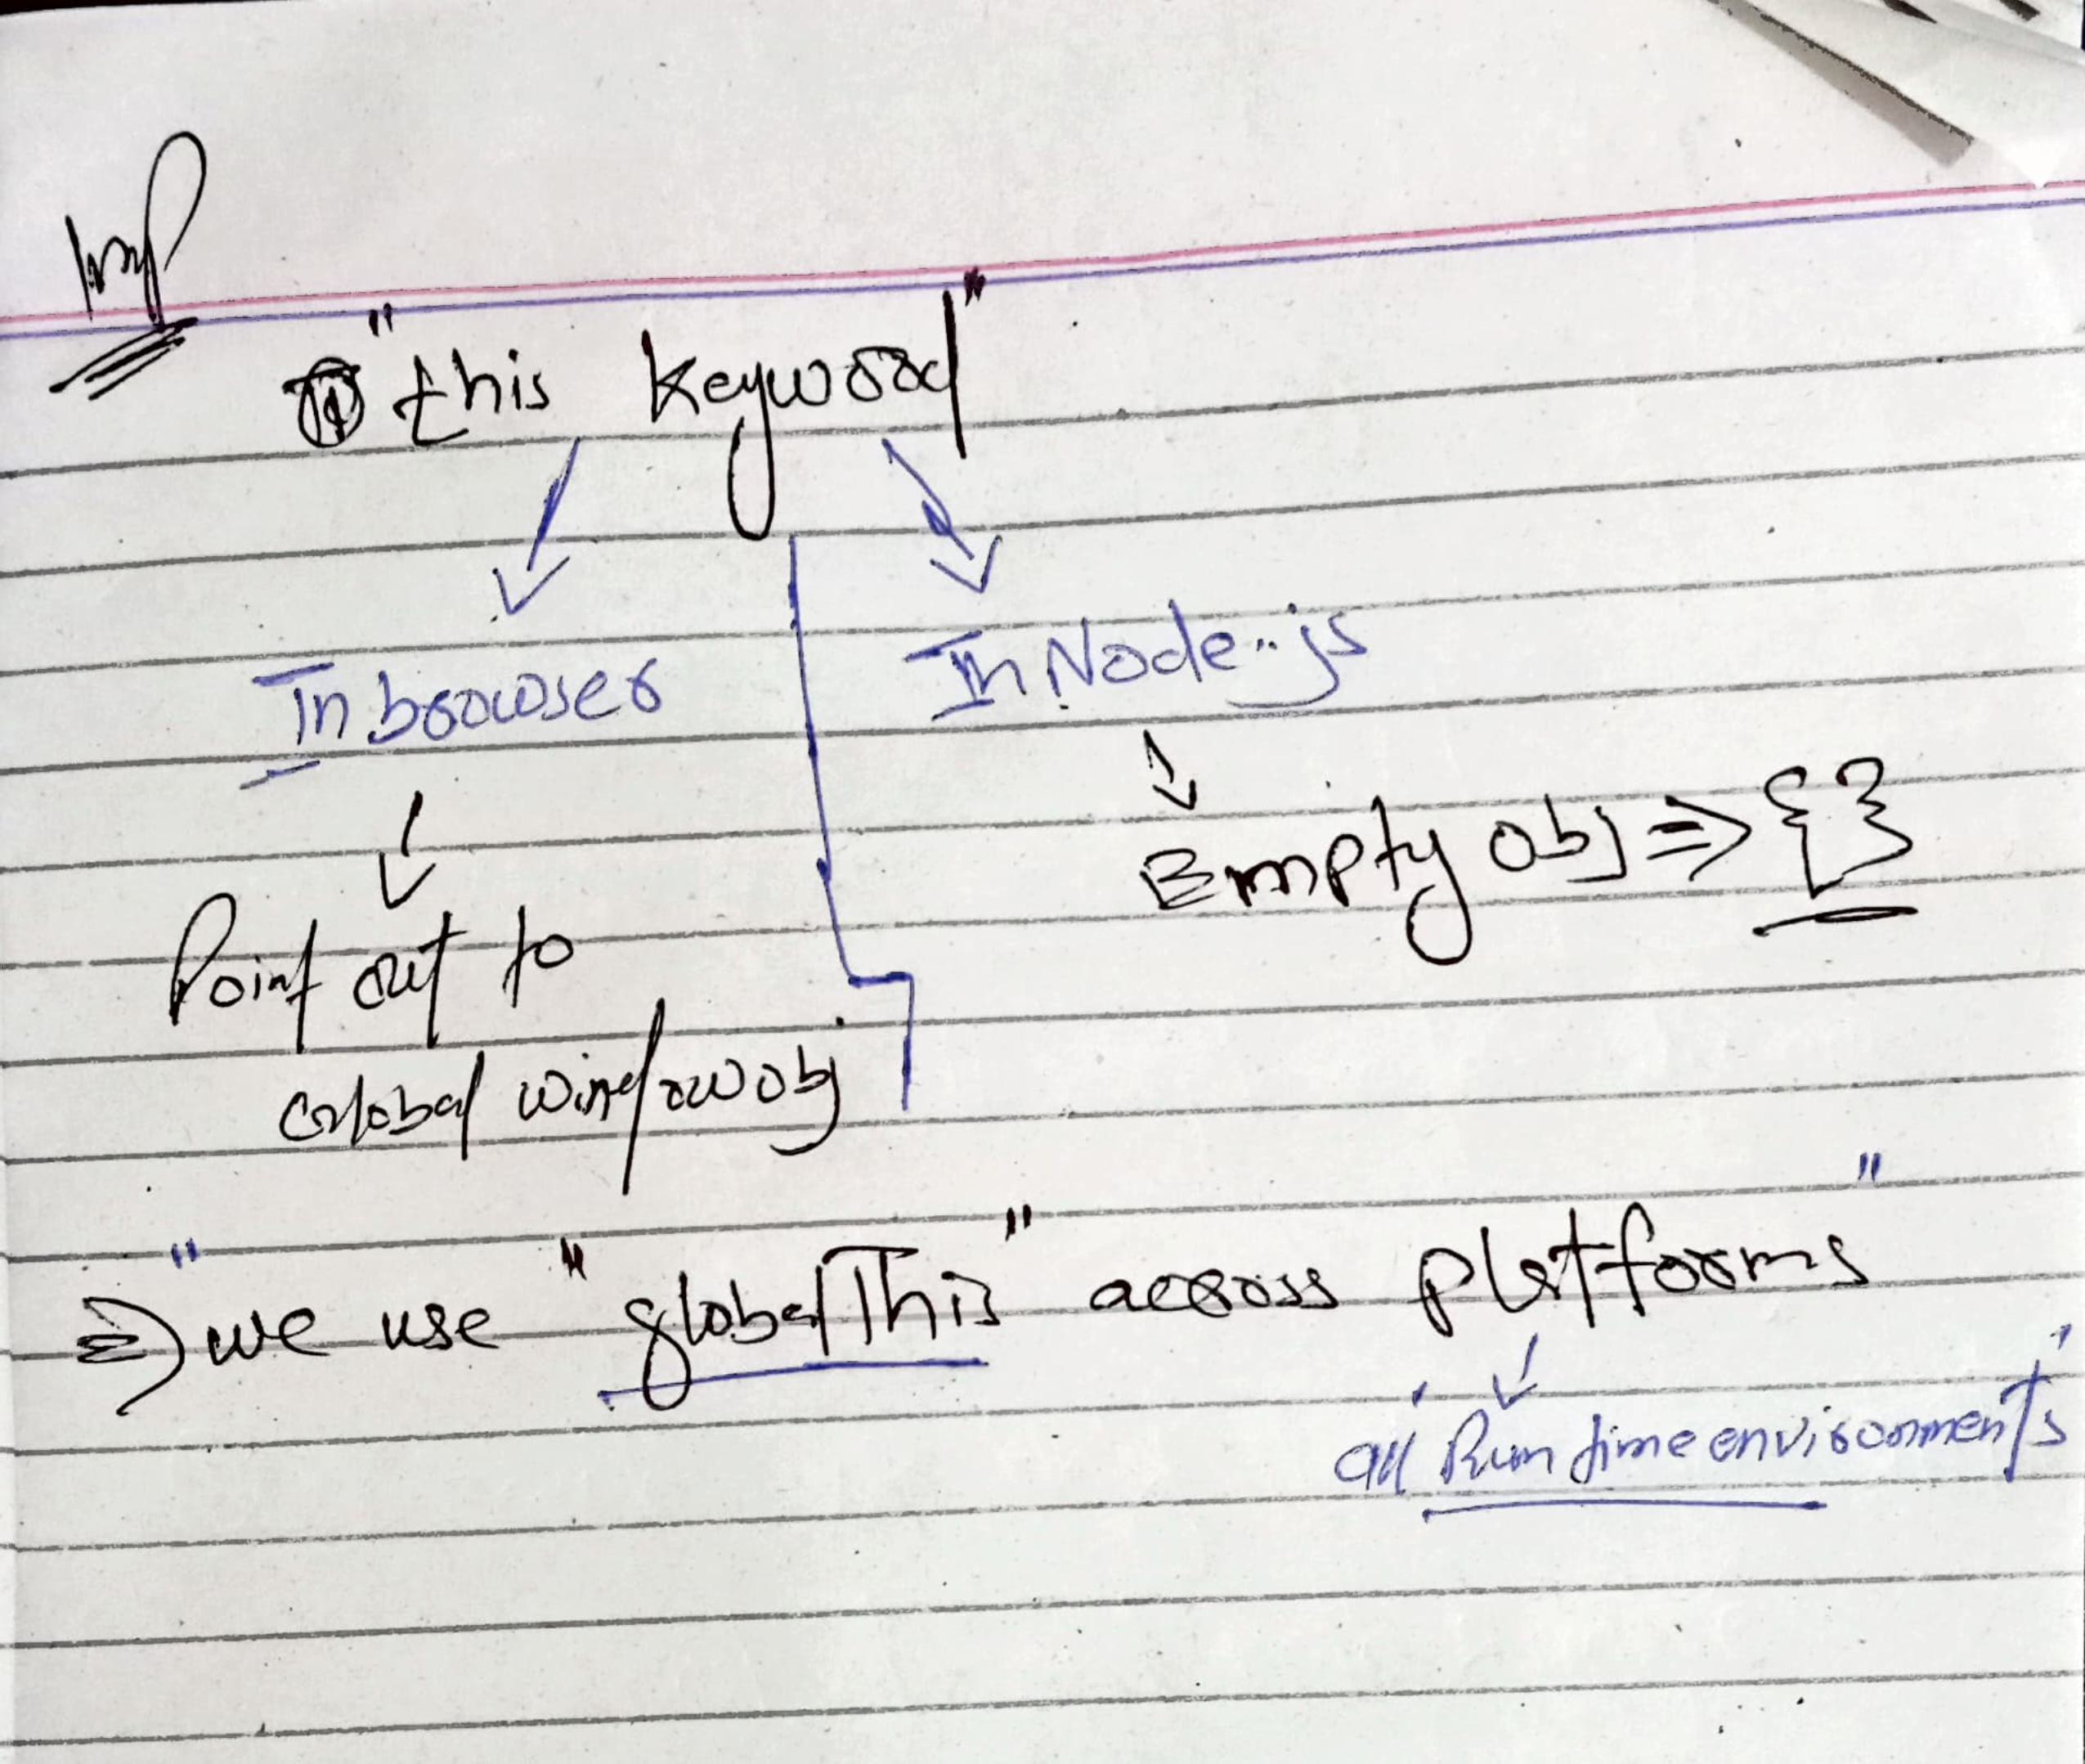 Imp
"this keyword"
In browser
In Node.js
Point out to
Global window obj
Empty obj => {}
"=> we use "globalThis" across platforms"
all Run time environments